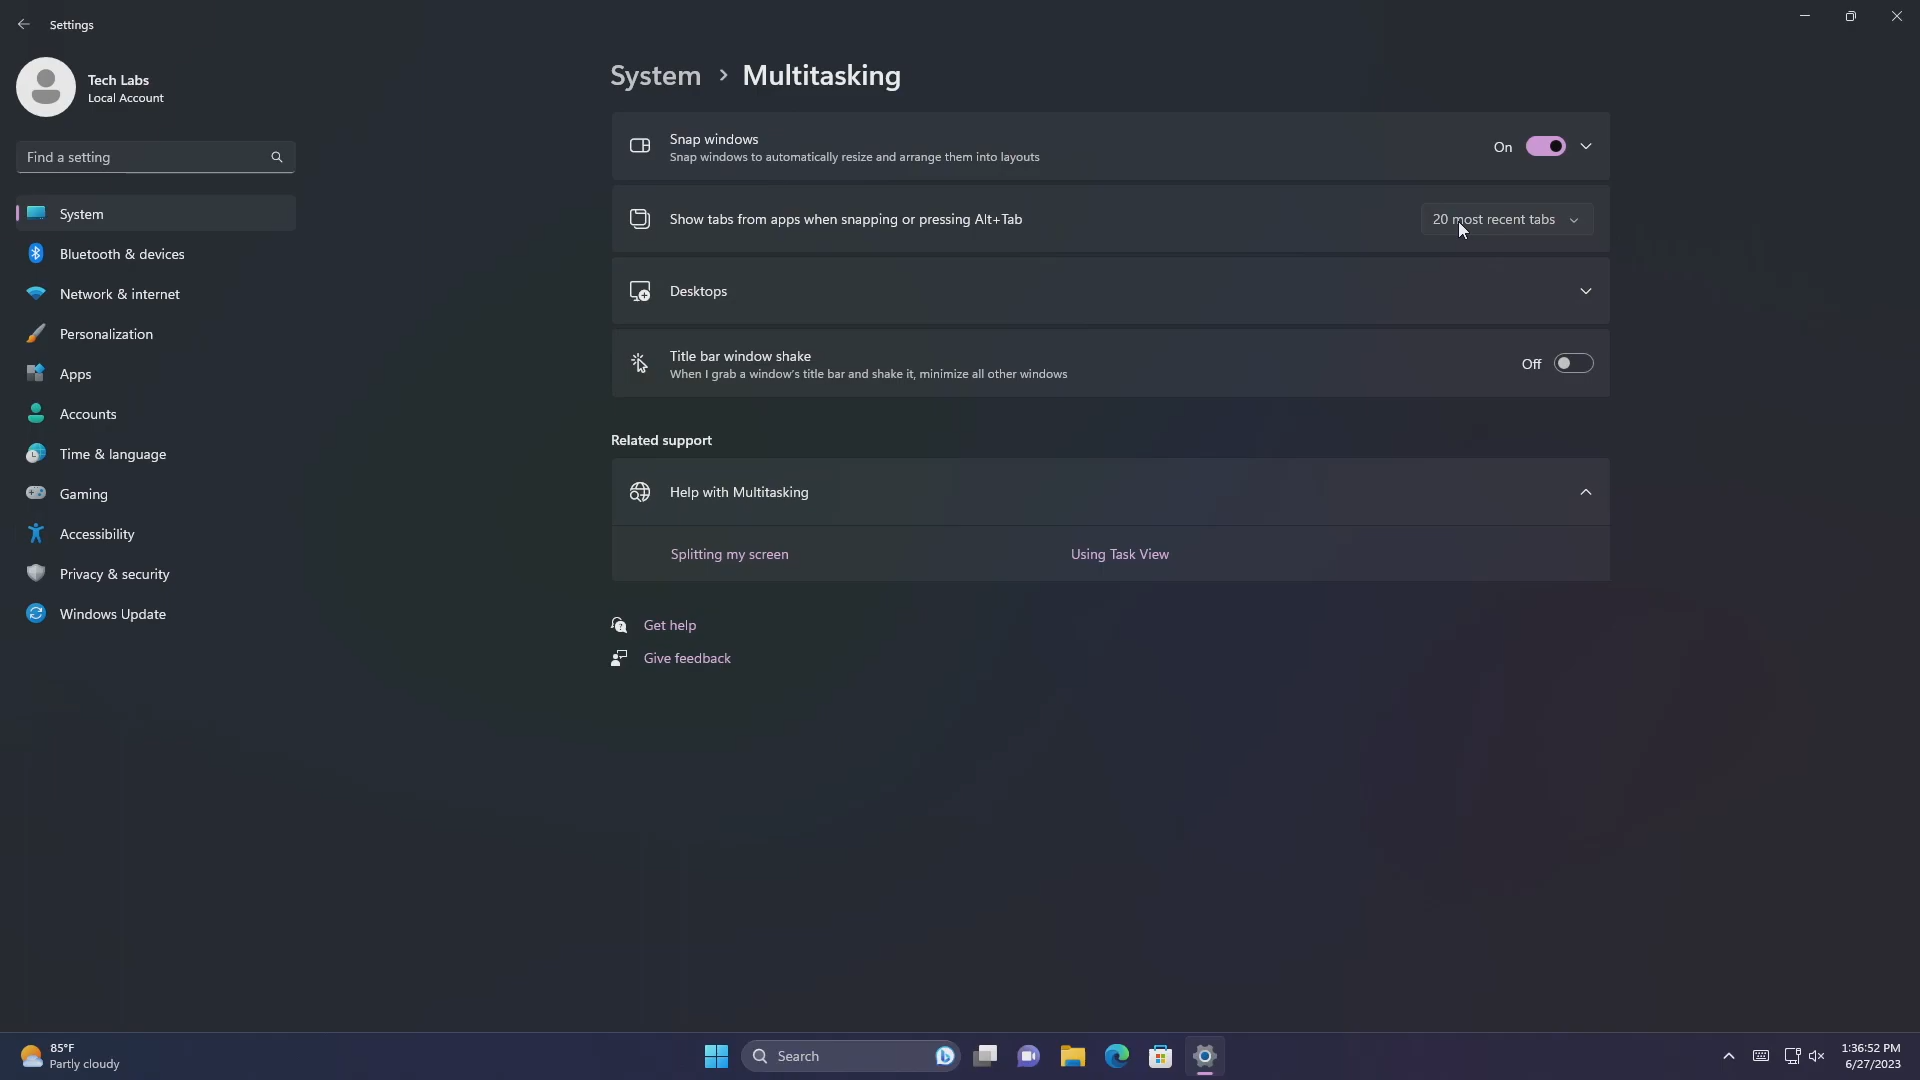 Settings
Tech Labs
Local Account
Find a setting
System
Bluetooth & devices
Network & internet
Personalization
Apps
Accounts
Time & language
Gaming
Accessibility
Privacy & security
Windows Update
System > Multitasking
Snap windows
Snap windows to automatically resize and arrange them into layouts
On
Show tabs from apps when snapping or pressing Alt+Tab
20 most recent tabs
Desktops
Title bar window shake
When I grab a window's title bar and shake it, minimize all other windows
Off
Related support
Help with Multitasking
Splitting my screen
Using Task View
Get help
Give feedback
85°F
Partly cloudy
Search
1:36:52 PM
6/27/2023